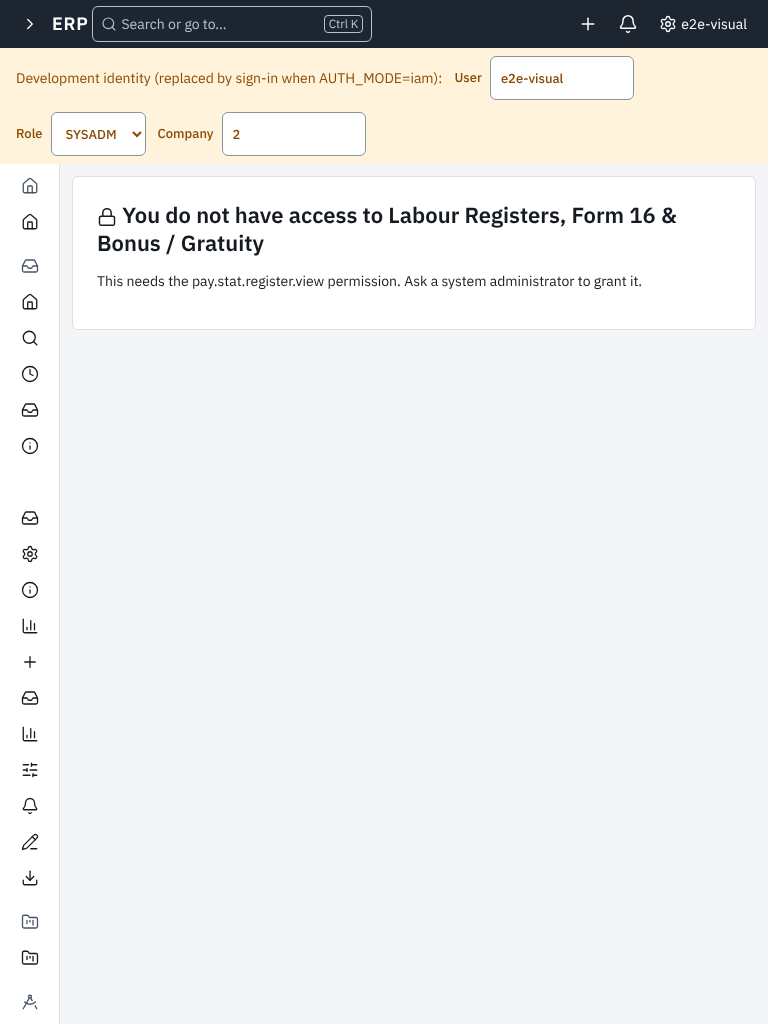 ERP Search or go to... Ctrl K e2e-visual
Development identity (replaced by sign-in when AUTH_MODE=iam): User e2e-visual
Role SYSADM Company 2
You do not have access to Labour Registers, Form 16 &
Bonus / Gratuity
This needs the pay.stat.register.view permission. Ask a system administrator to grant it.